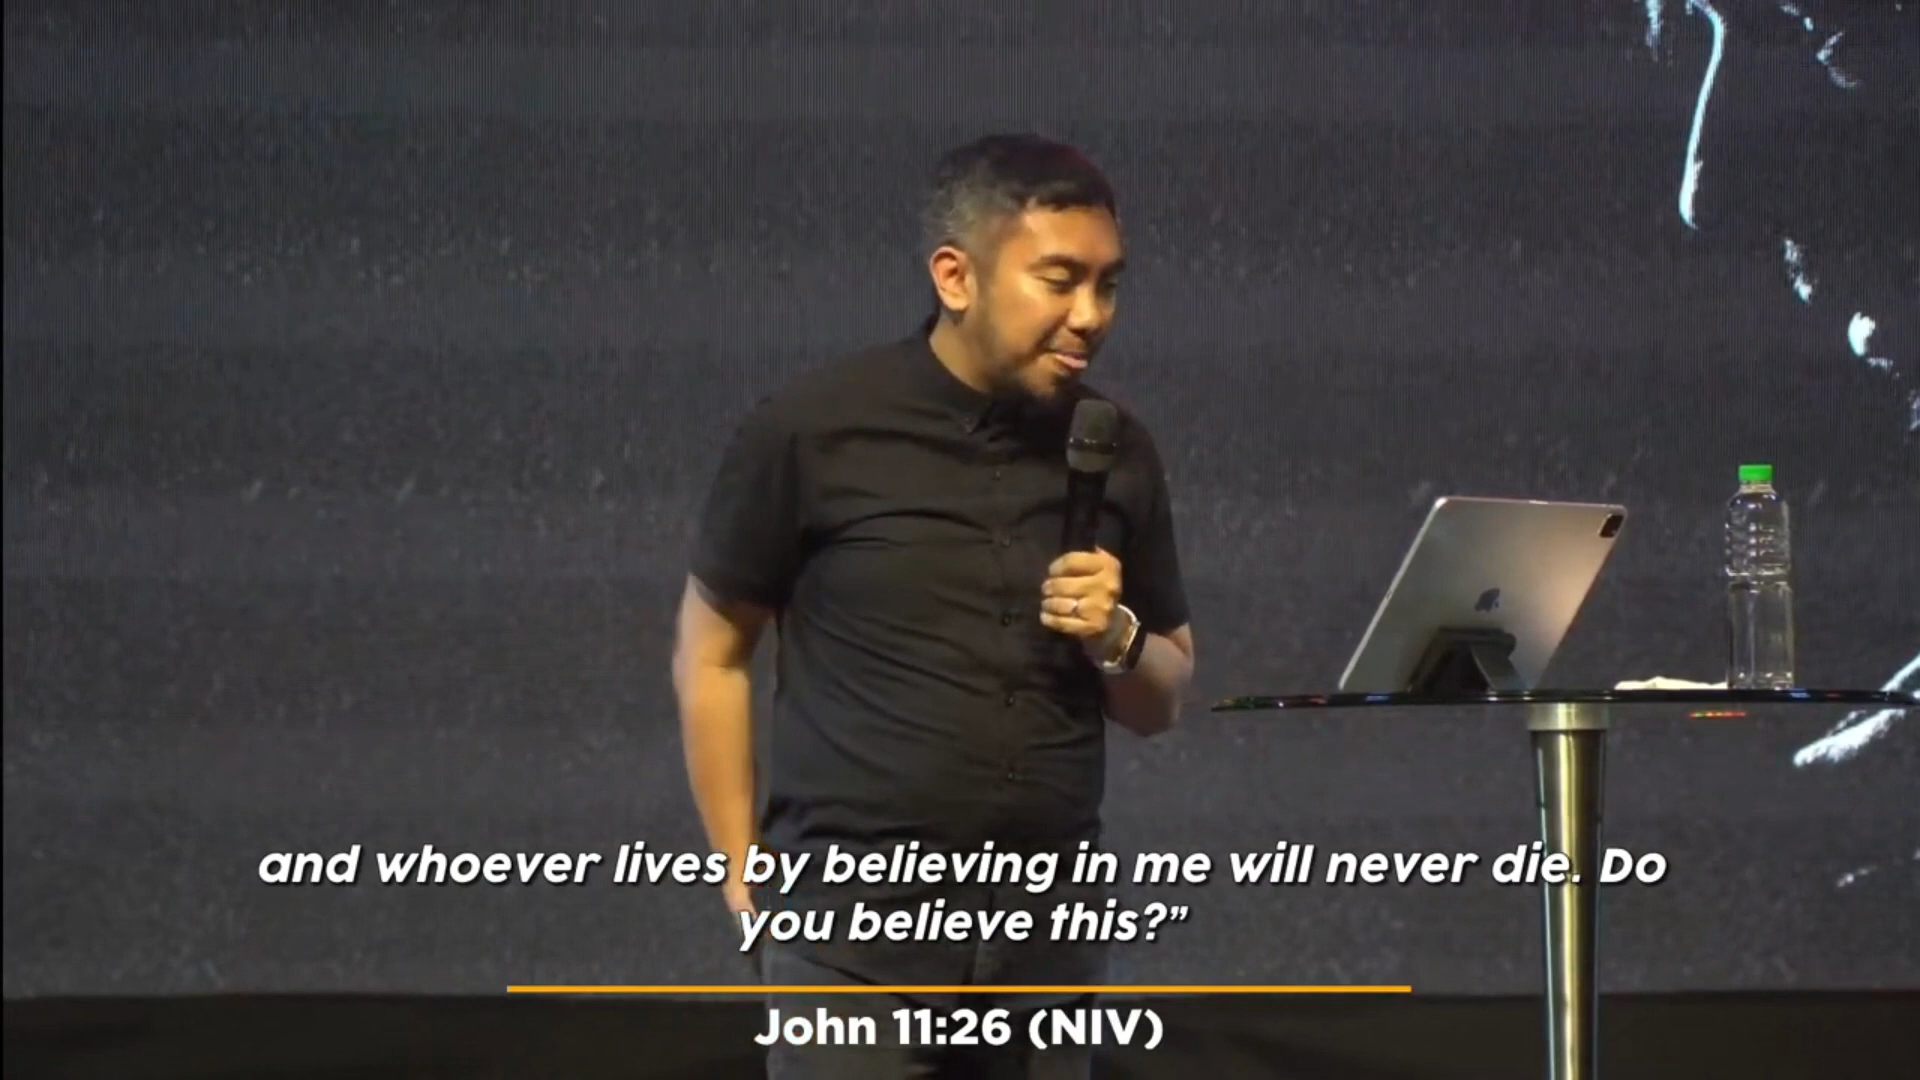 and whoever lives by believing in me will never die. Do
you believe this?”
John 11:26 (NIV)